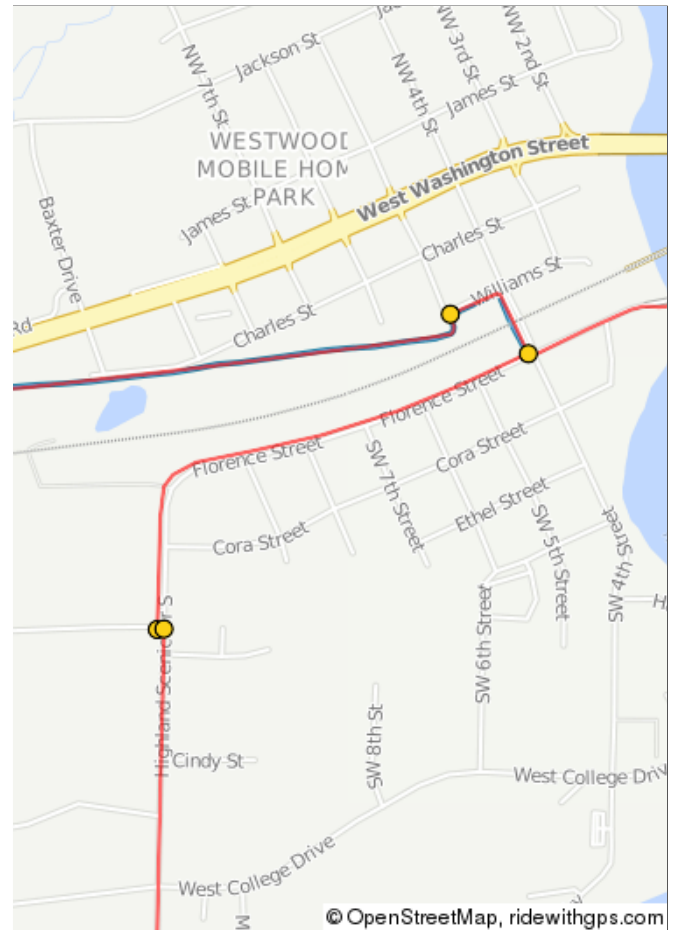 Jackson St
NW 7th St
NW 4th St
NW 3rd St
NW 2nd St
James St
WESTWOOD
MOBILE HOM
PARK
West Washington Street
James St
Baxter Drive
Charles St
Williams St
Rd
Charles St
Florence Street
Florence Street
SW 7th Street
Cora Street
Ethel Street
SW 5th Street
Cora Street
SW 4th Street
SW 6th Street
Highland Scenic Dr S
SW 8th St
Cindy St
West College Driv
West College Drive
M
© OpenStreetMap, ridewithgps.com